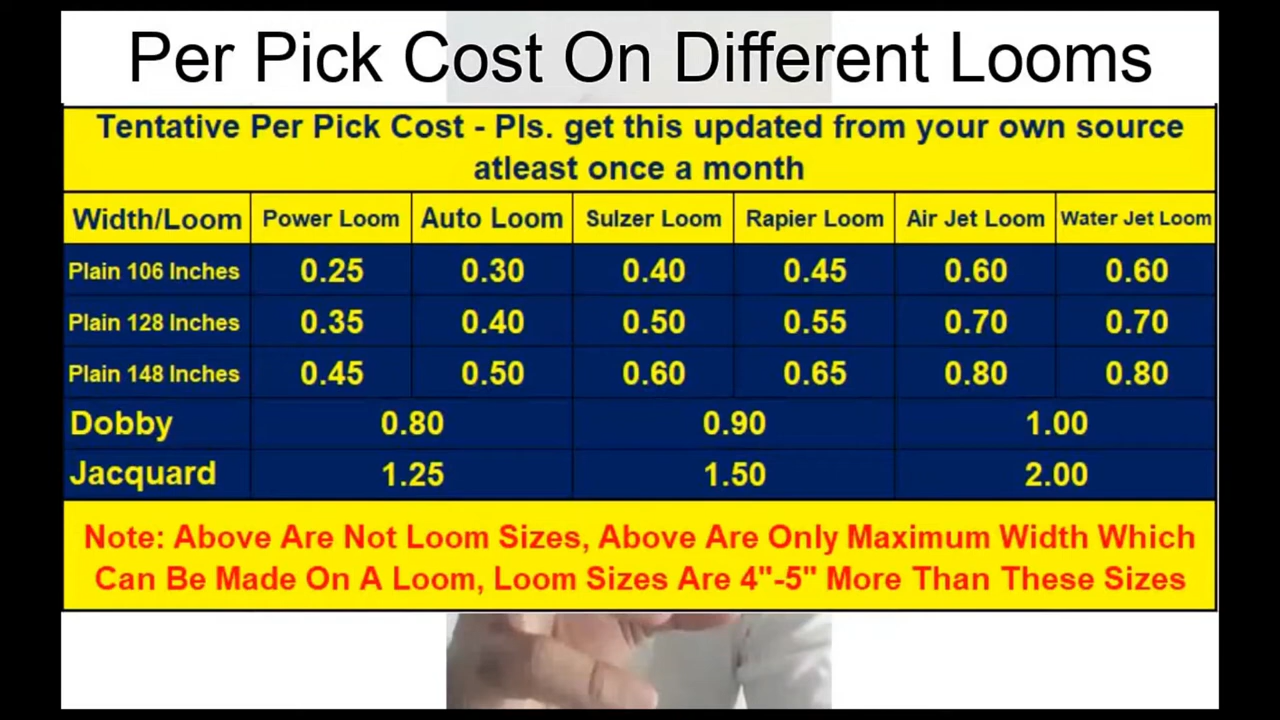 Per Pick Cost On Different Looms
Tentative Per Pick Cost - Pls. get this updated from your own source
atleast once a month
Width/Loom Power Loom Auto Loom Sulzer Loom Rapier Loom Air Jet Loom Water Jet Loom
Plain 106 Inches 0.25 0.30 0.40 0.45 0.60 0.60
Plain 128 Inches 0.35 0.40 0.50 0.55 0.70 0.70
Plain 148 Inches 0.45 0.50 0.60 0.65 0.80 0.80
Dobby 0.80 0.90 1.00
Jacquard 1.25 1.50 2.00
Note: Above Are Not Loom Sizes, Above Are Only Maximum Width Which
Can Be Made On A Loom, Loom Sizes Are 4"-5" More Than These Sizes